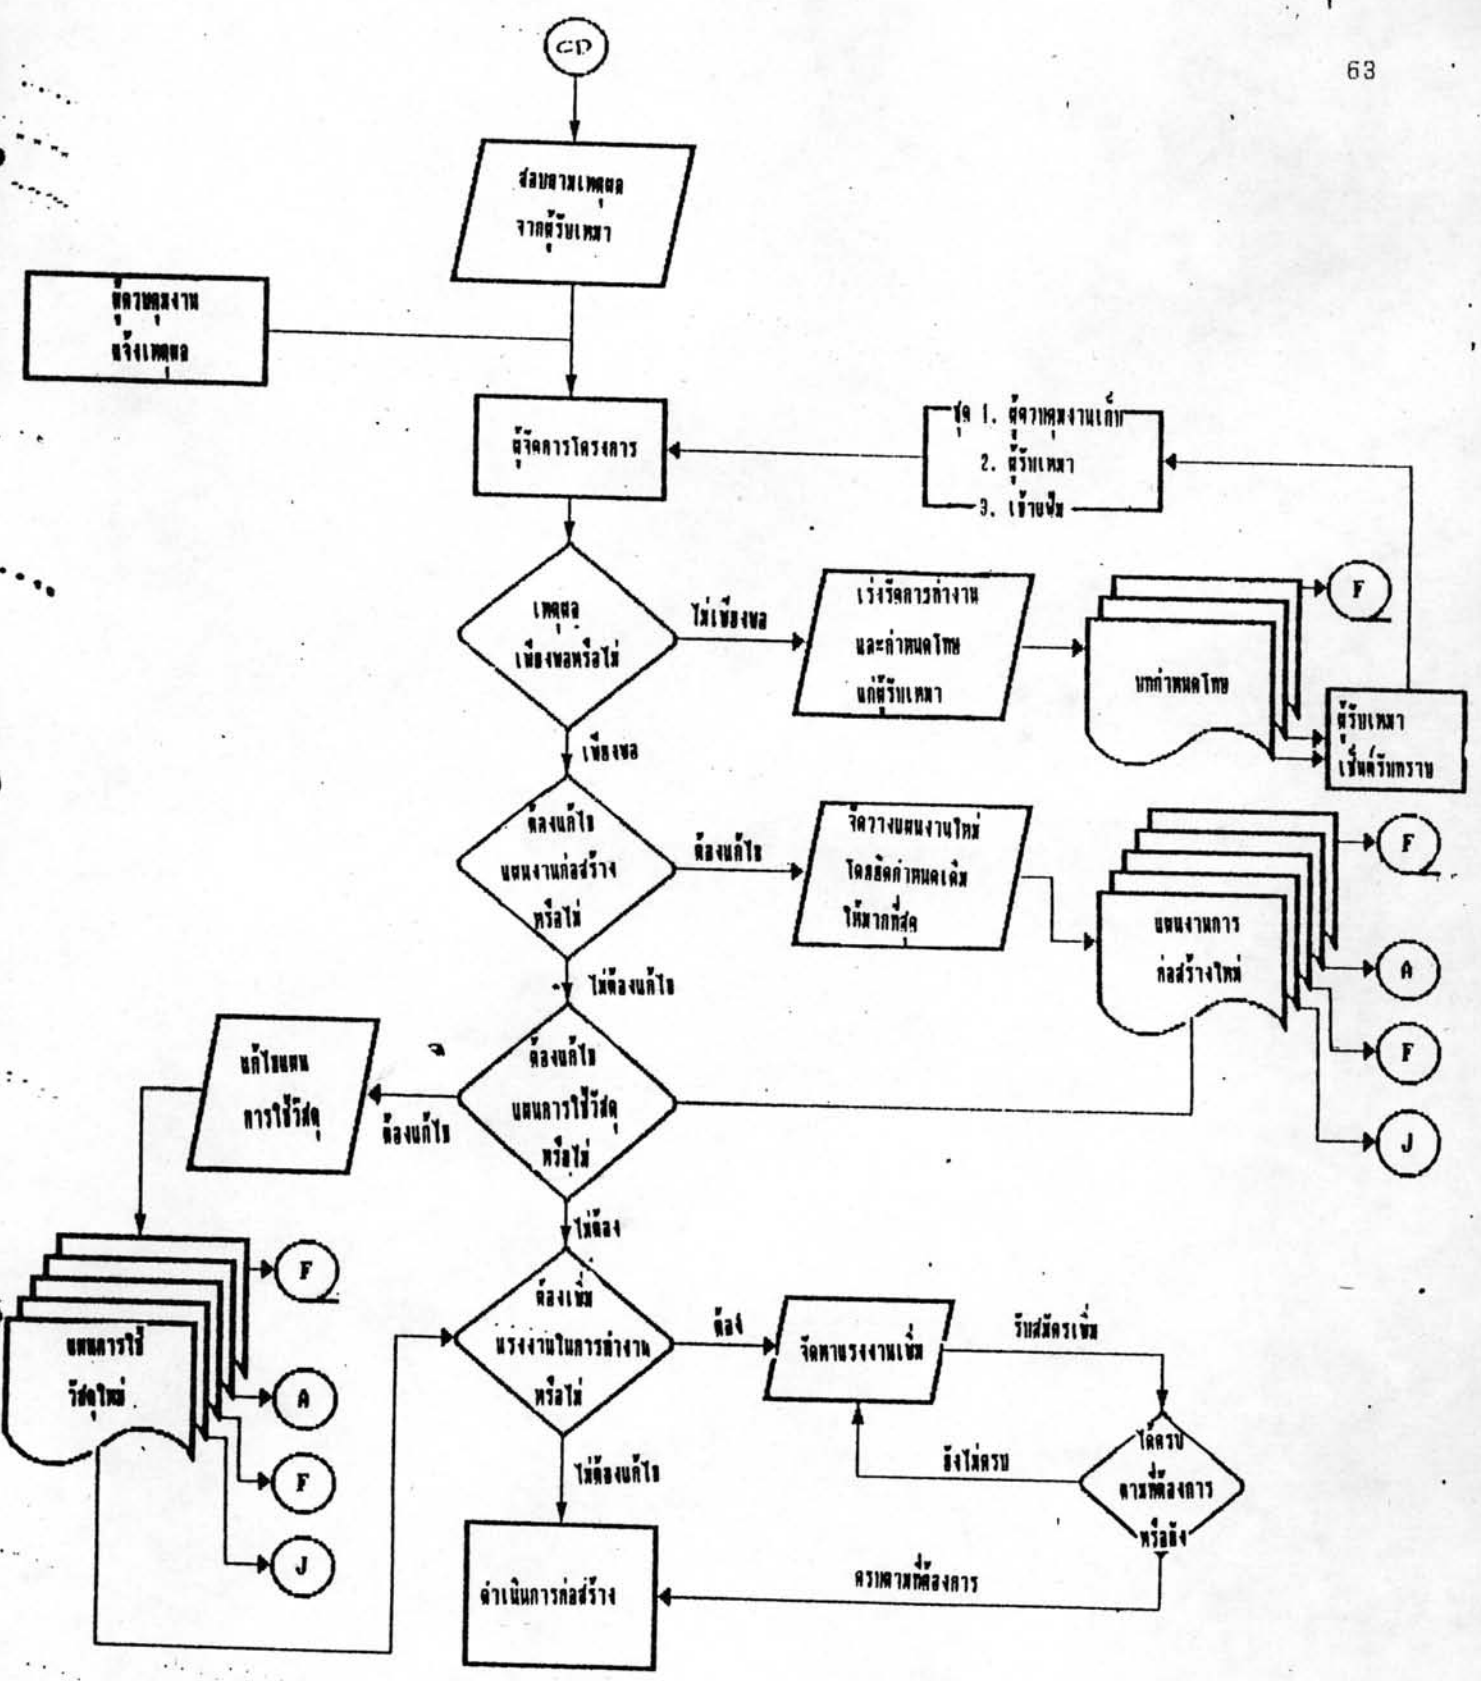 63
CD
สอบถามเหตุผล
จากผู้รับเหมา
ผู้ควบคุมงาน
แจ้งเหตุผล
ผู้จัดการโครงการ
ชุด 1. ผู้ควบคุมงานเก็บ
2. ผู้รับเหมา
3. เข้าแฟ้ม
เหตุผล
เพียงพอหรือไม่
ไม่เพียงพอ
เร่งรัดการทำงาน
และกำหนดโทษ
แก่ผู้รับเหมา
บทกำหนดโทษ
F
ผู้รับเหมา
เซ็นต์รับทราบ
เพียงพอ
ต้องแก้ไข
แผนงานก่อสร้าง
หรือไม่
ต้องแก้ไข
จัดวางแผนงานใหม่
โดยยึดกำหนดเดิม
ให้มากที่สุด
แผนงานการ
ก่อสร้างใหม่
F
A
F
J
ไม่ต้องแก้ไข
ต้องแก้ไข
แผนการใช้วัสดุ
หรือไม่
ต้องแก้ไข
แก้ไขแผน
การใช้วัสดุ
แผนการใช้
วัสดุใหม่
F
A
F
J
ไม่ต้อง
ต้องเพิ่ม
แรงงานในการทำงาน
หรือไม่
ต้อง
จัดหาแรงงานเพิ่ม
รับสมัครเพิ่ม
ได้ครบ
ตามที่ต้องการ
หรือยัง
ยังไม่ครบ
ไม่ต้องแก้ไข
ครบตามที่ต้องการ
ดำเนินการก่อสร้าง